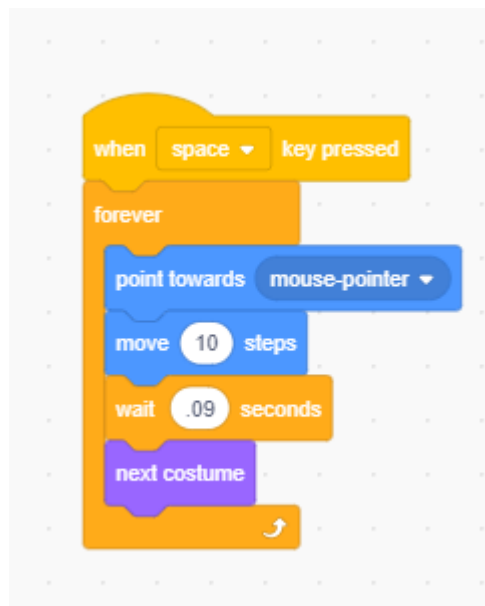 when space key pressed
forever
point towards mouse-pointer
move 10 steps
wait .09 seconds
next costume